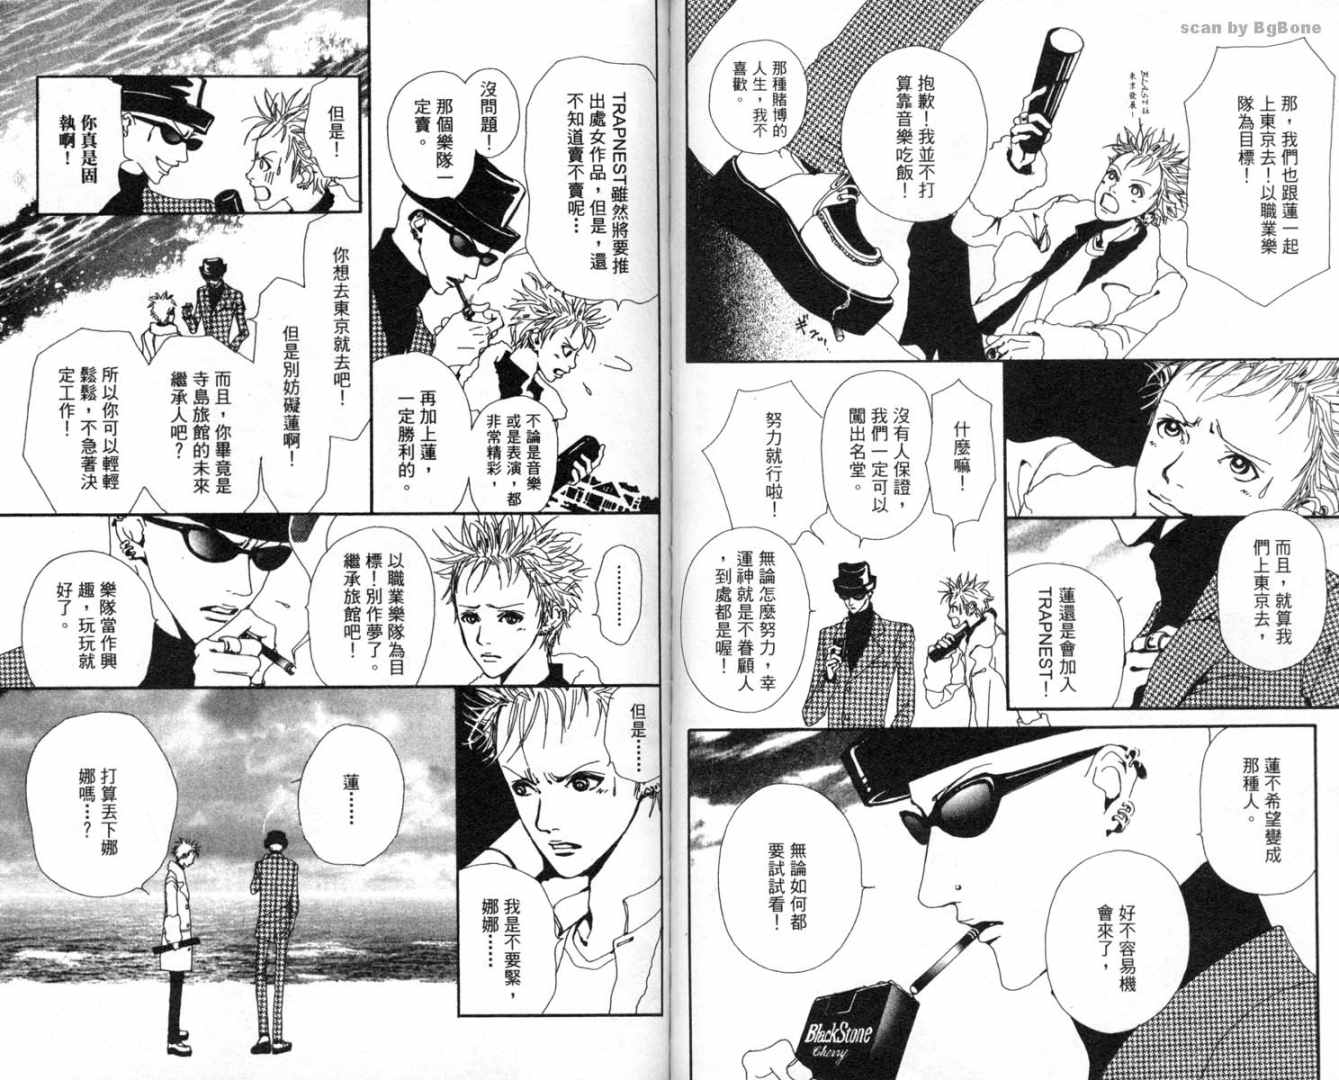 scan by BgBone
那，我們也跟蓮一起
上東京去！以職業樂
隊為目標！
BLAST社
未來發展－
抱歉！我並不打
算靠音樂吃飯！
那種賭博的
人生，我不
喜歡。
ギュッ
而且，就算我
們上東京去，
蓮還是會加入
TRAPNEST！
什麼嘛！
沒有人保證，
我們一定可以
闖出名堂。
努力就行啦！
無論怎麼努力，幸
運神就是不眷顧人
，到處都是喔！
蓮不希望變成
那種人。
好不容易機
會來了，
無論如何都
要試試看！
BlackStone
Cherry
TRAPNEST雖然將要推
出處女作品，但是，還
不知道賣不賣呢…
沒問題！
那個樂隊一
定賣。
不論是音樂
或是表演，都
非常精彩，
再加上蓮，
一定勝利的。
但是！
你真是固
執啊！
你想去東京就去吧！
但是別妨礙蓮啊！
而且，你畢竟是
寺島旅館的未來
繼承人吧？
所以你可以輕輕
鬆鬆，不急著決
定工作！
………
以職業樂隊為目
標！別作夢了。
繼承旅館吧！
樂隊當作興
趣，玩玩就
好了。
但是……
我是不要緊，
娜娜……
蓮……
打算丟下娜
娜嗎…？